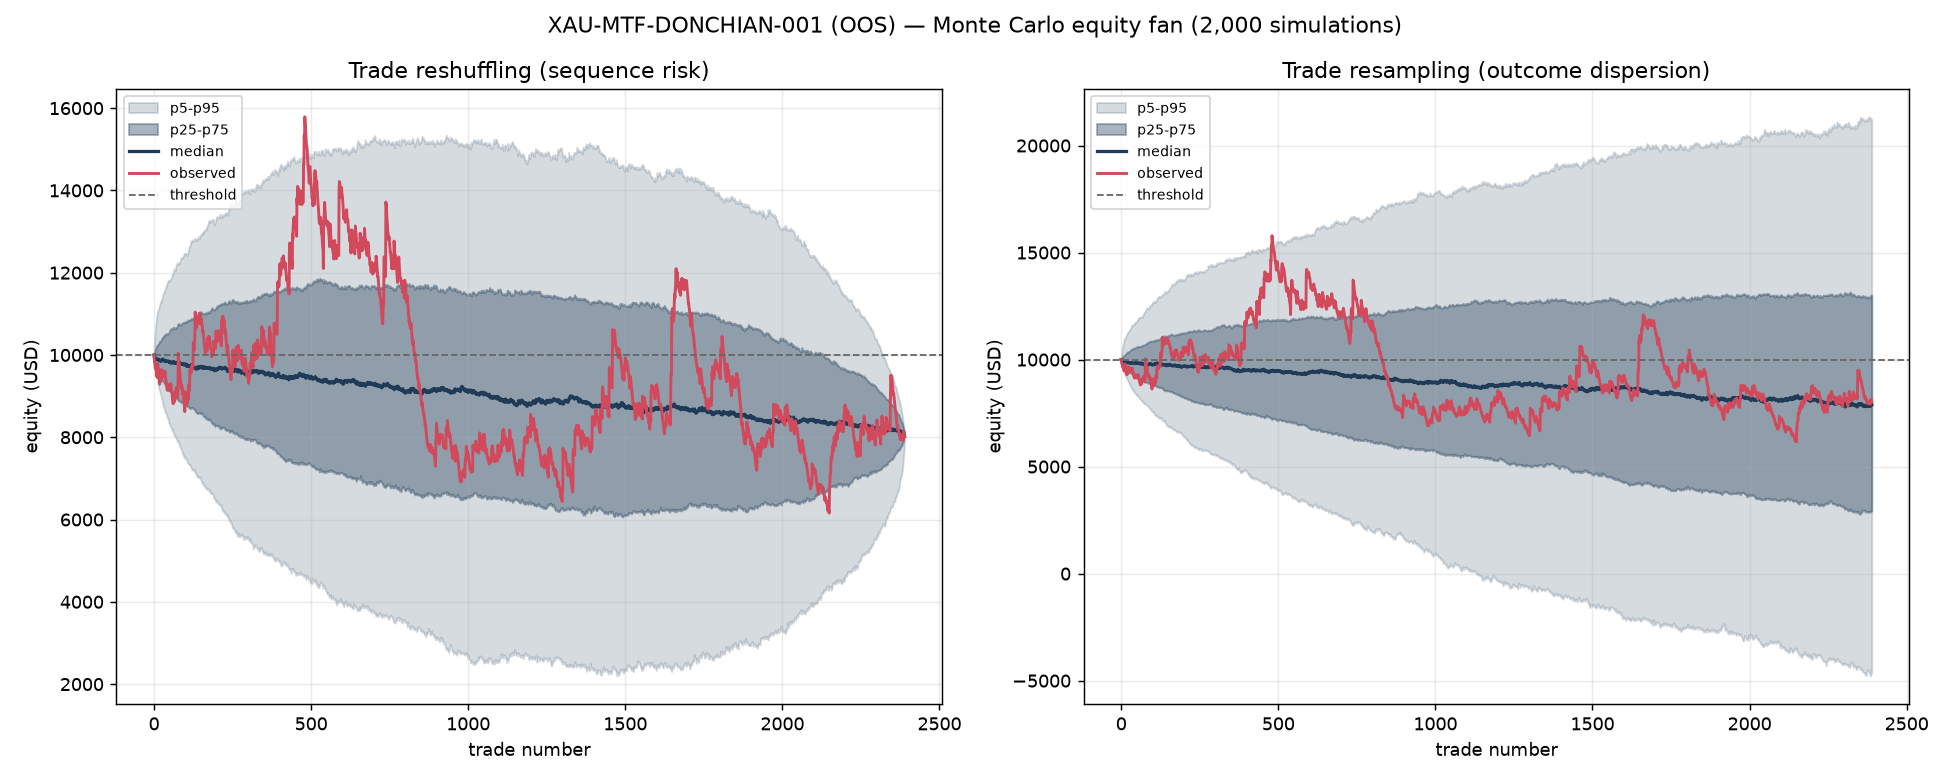 XAU-MTF-DONCHIAN-001 (OOS) — Monte Carlo equity fan (2,000 simulations)
Trade reshuffling (sequence risk)
p5-p95
p25-p75
median
observed
threshold
16000
14000
12000
10000
8000
6000
4000
2000
equity (USD)
0
500
1000
1500
2000
2500
trade number
Trade resampling (outcome dispersion)
p5-p95
p25-p75
median
observed
threshold
20000
15000
10000
5000
0
−5000
equity (USD)
0
500
1000
1500
2000
2500
trade number